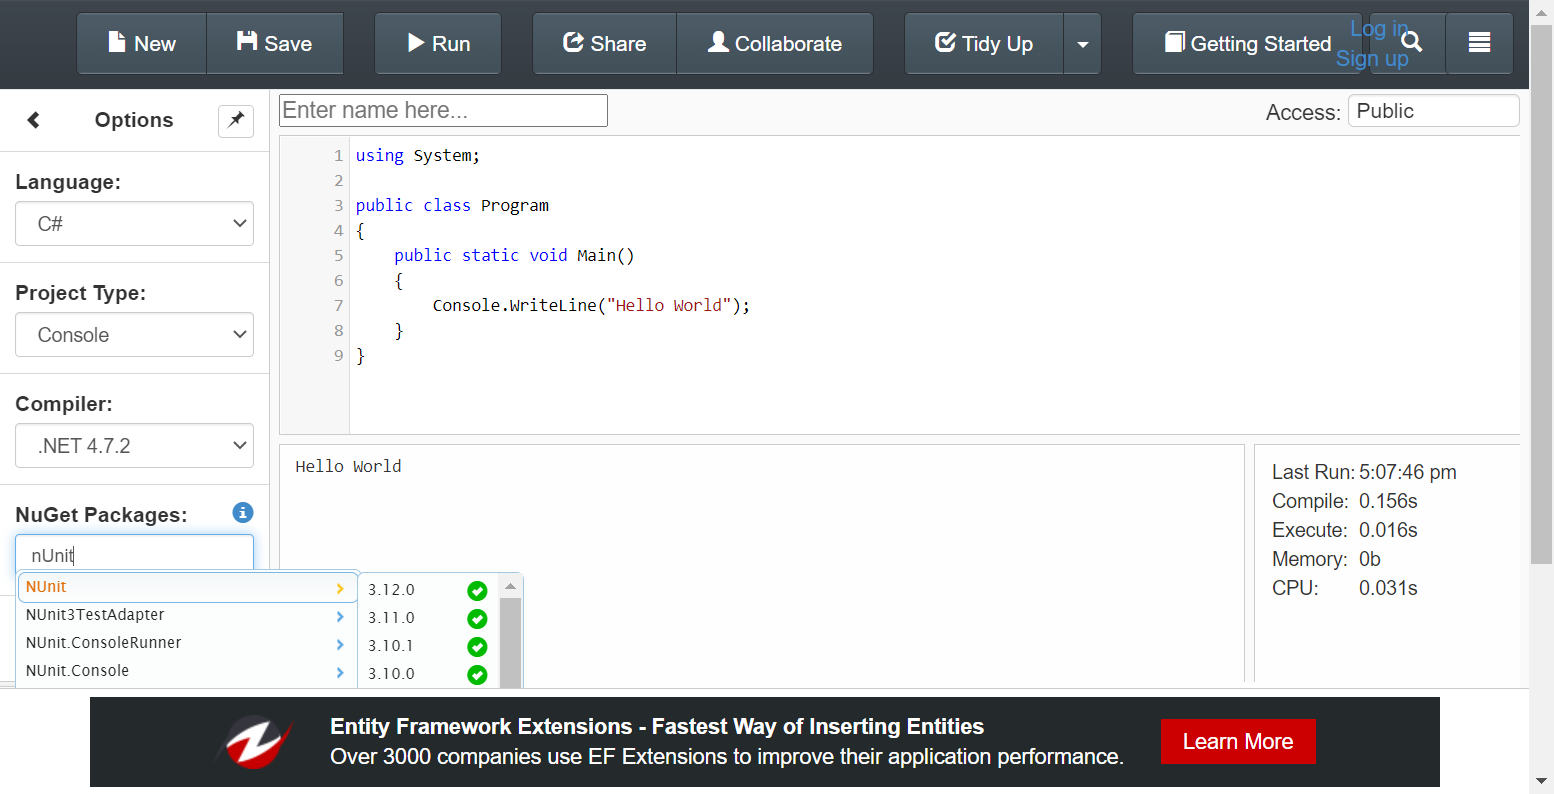 New
Save
Run
Share
Collaborate
Tidy Up
Getting Started
Log in
Sign up
Options
Enter name here...
Access:
Public
Language:
C#
Project Type:
Console
Compiler:
.NET 4.7.2
NuGet Packages:
nUnit
NUnit
NUnit3TestAdapter
NUnit.ConsoleRunner
NUnit.Console
3.12.0
3.11.0
3.10.1
3.10.0
1 using System;
2
3 public class Program
4 {
5 public static void Main()
6 {
7 Console.WriteLine("Hello World");
8 }
9 }
Hello World
Last Run: 5:07:46 pm
Compile: 0.156s
Execute: 0.016s
Memory: 0b
CPU: 0.031s
Entity Framework Extensions - Fastest Way of Inserting Entities
Over 3000 companies use EF Extensions to improve their application performance.
Learn More